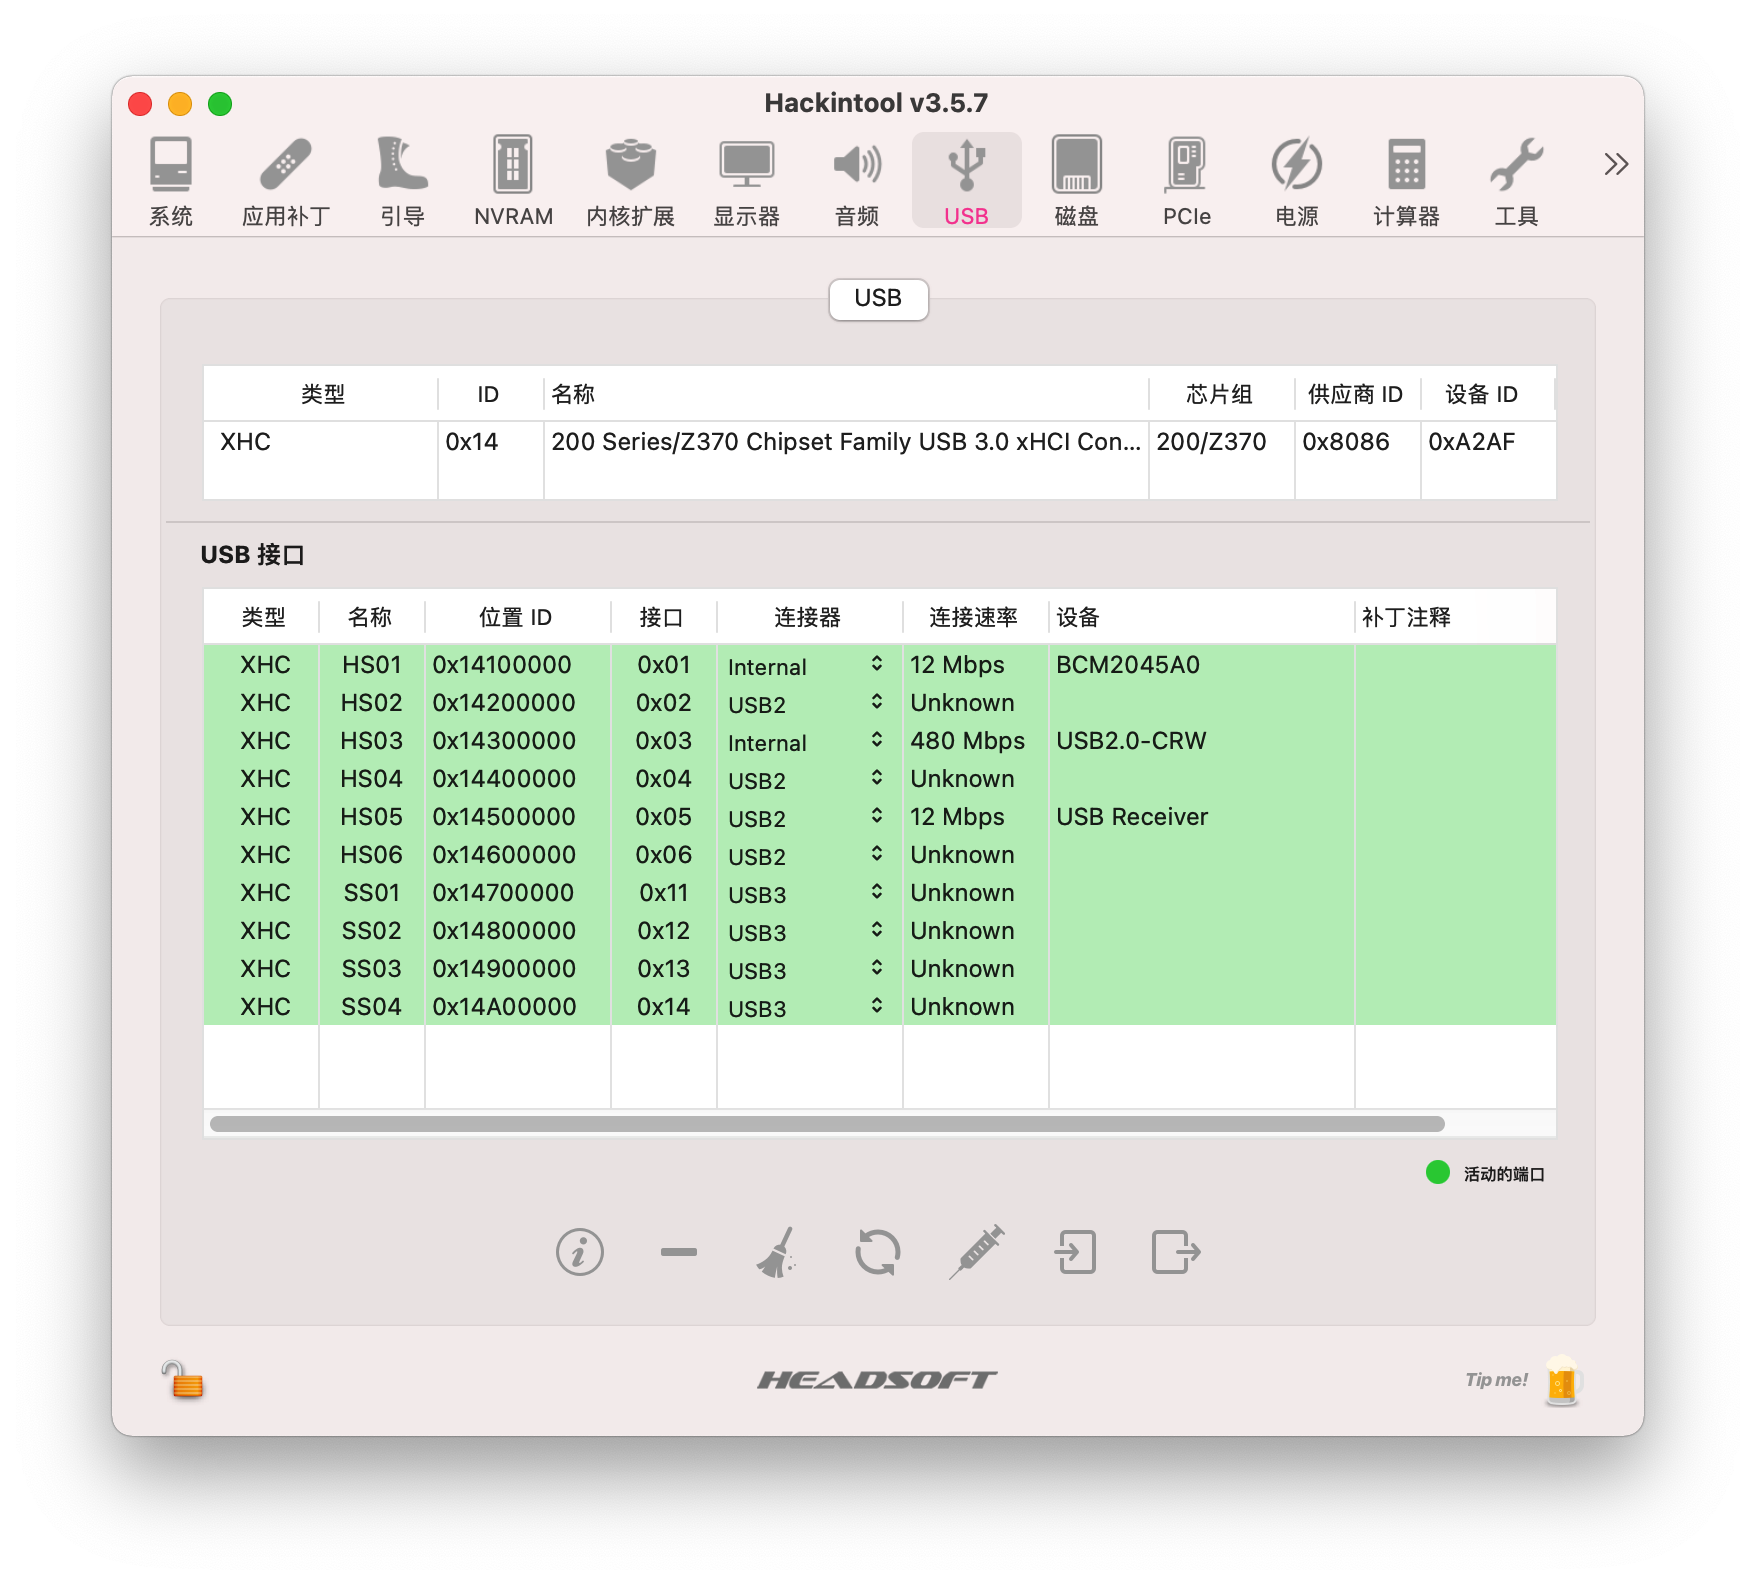 Hackintool v3.5.7
系统 应用补丁 引导 NVRAM 内核扩展 显示器 音频 USB 磁盘 PCIe 电源 计算器 工具
USB
类型 ID 名称 芯片组 供应商 ID 设备 ID
XHC 0x14 200 Series/Z370 Chipset Family USB 3.0 xHCI Con... 200/Z370 0x8086 0xA2AF
USB 接口
类型 名称 位置 ID 接口 连接器 连接速率 设备 补丁注释
XHC HS01 0x14100000 0x01 Internal 12 Mbps BCM2045A0
XHC HS02 0x14200000 0x02 USB2 Unknown
XHC HS03 0x14300000 0x03 Internal 480 Mbps USB2.0-CRW
XHC HS04 0x14400000 0x04 USB2 Unknown
XHC HS05 0x14500000 0x05 USB2 12 Mbps USB Receiver
XHC HS06 0x14600000 0x06 USB2 Unknown
XHC SS01 0x14700000 0x11 USB3 Unknown
XHC SS02 0x14800000 0x12 USB3 Unknown
XHC SS03 0x14900000 0x13 USB3 Unknown
XHC SS04 0x14A00000 0x14 USB3 Unknown
活动的端口
HEADSOFT
Tip me!